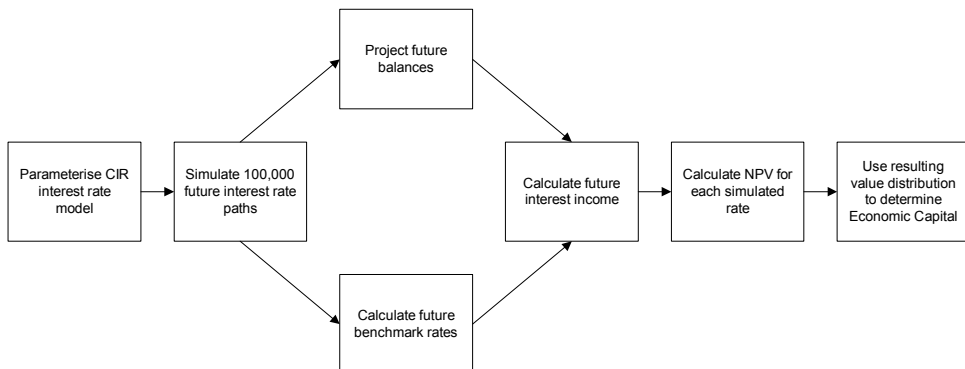 Parameterise CIR
interest rate
model
Simulate 100,000
future interest rate
paths
Project future
balances
Calculate future
benchmark rates
Calculate future
interest income
Calculate NPV for
each simulated
rate
Use resulting
value distribution
to determine
Economic Capital